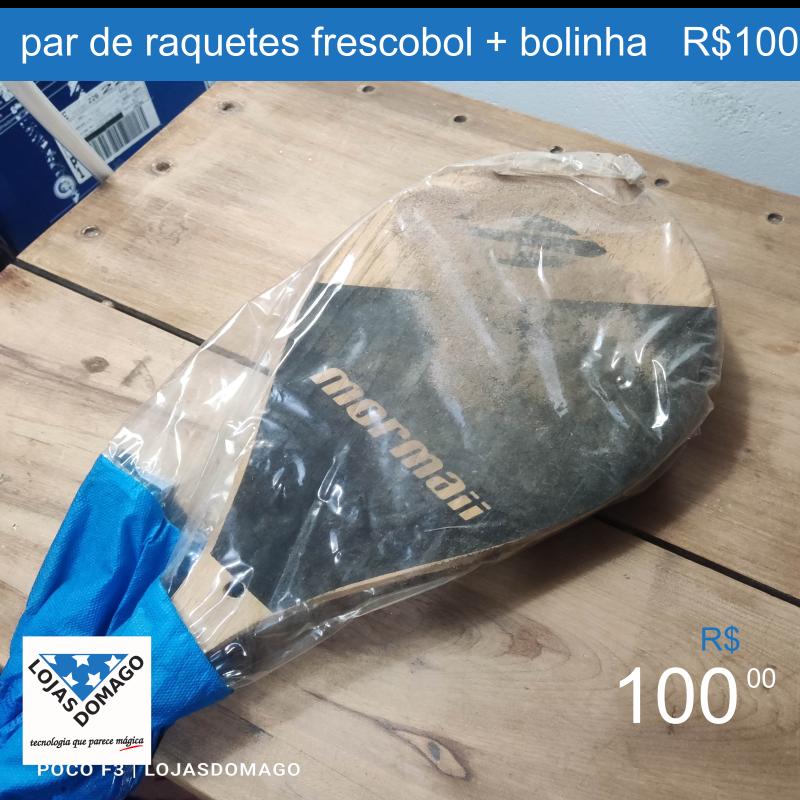 par de raquetes frescobol + bolinha R$100
mormaii
R$
100 00
LOJAS DOMAGO
tecnologia que parece mágica
POCO F3 | LOJASDOMAGO